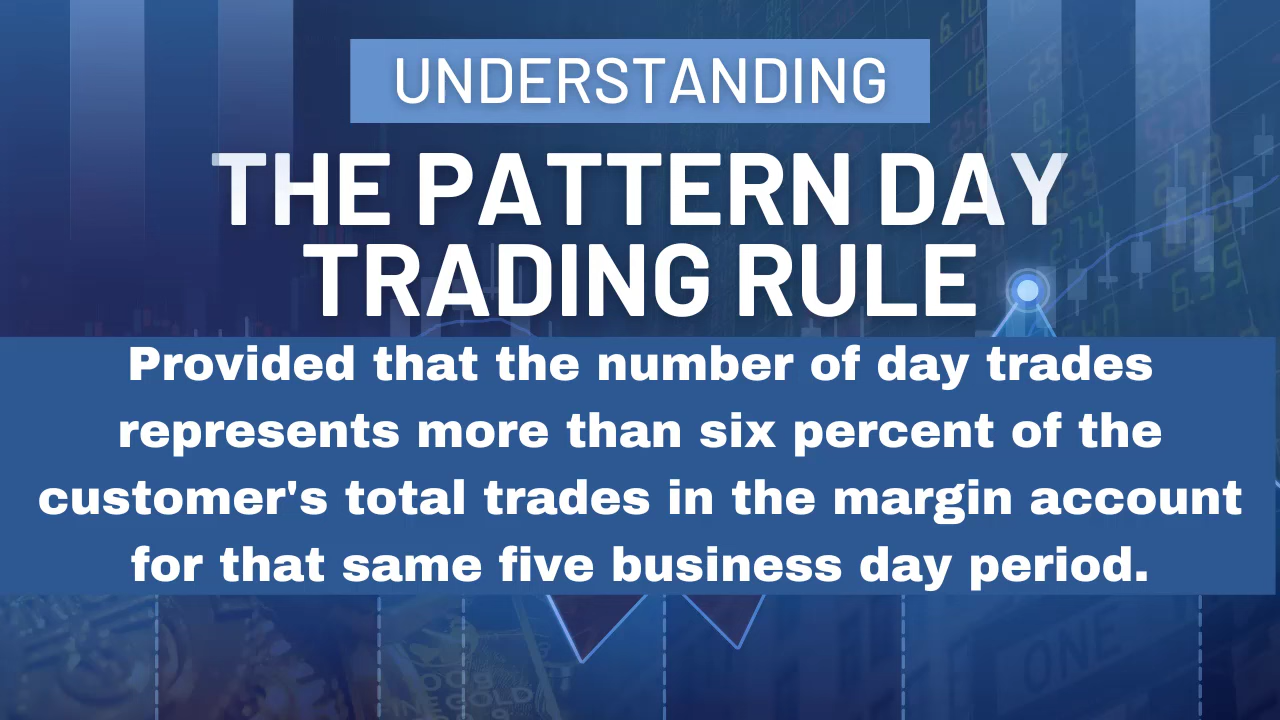 UNDERSTANDING
THE PATTERN DAY
TRADING RULE
Provided that the number of day trades
represents more than six percent of the
customer's total trades in the margin account
for that same five business day period.
ONE